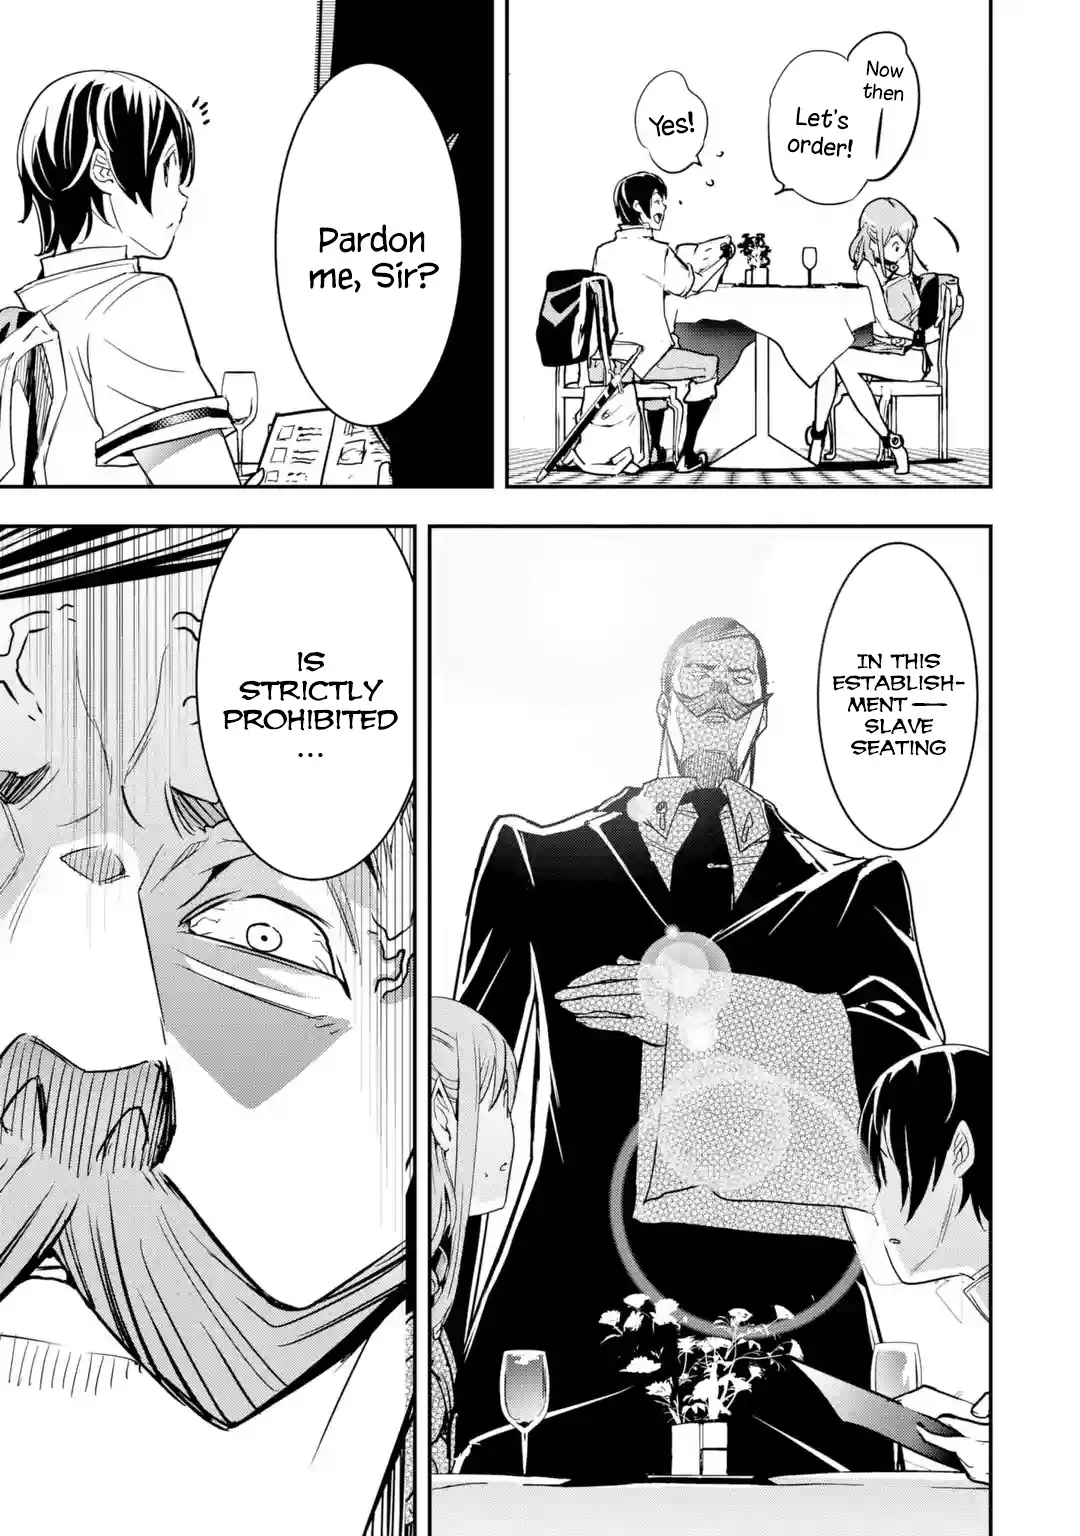 Now
then
Let's
order!
Yes!
Pardon
me, Sir?
IN THIS
ESTABLISH-
MENT —
SLAVE
SEATING
IS
STRICTLY
PROHIBITED
...